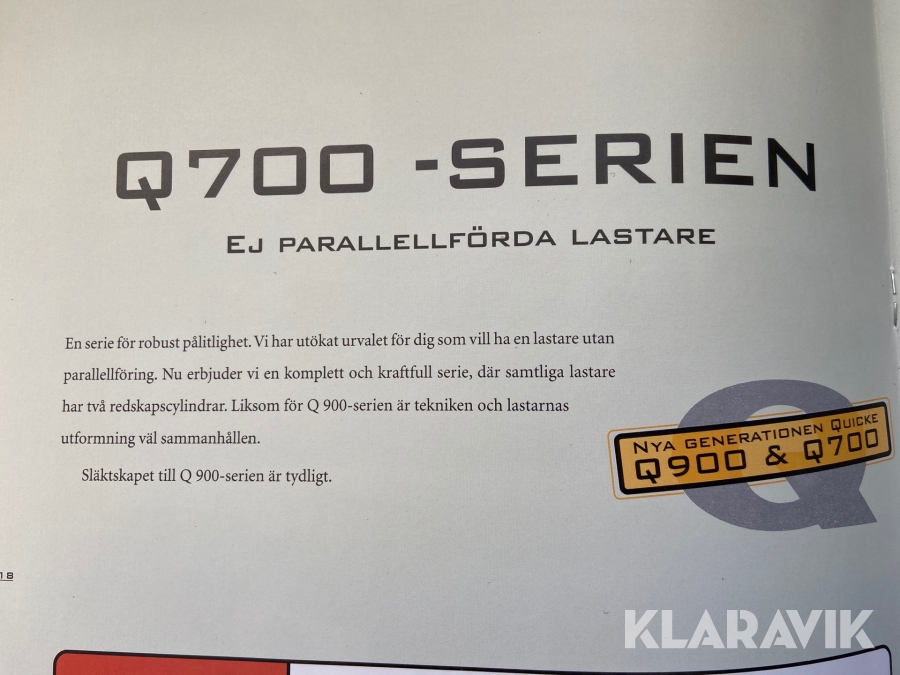 Q700 -SERIEN
EJ PARALLELLFÖRDA LASTARE
En serie för robust pålitlighet. Vi har utökat urvalet för dig som vill ha en lastare utan
parallellföring. Nu erbjuder vi en komplett och kraftfull serie, där samtliga lastare
har två redskapscylindrar. Liksom för Q 900-serien är tekniken och lastarnas
utformning väl sammanhållen.
Släktskapet till Q 900-serien är tydligt.
NYA GENERATIONEN QUICKE
Q900 & Q700
18
KLARAVIK